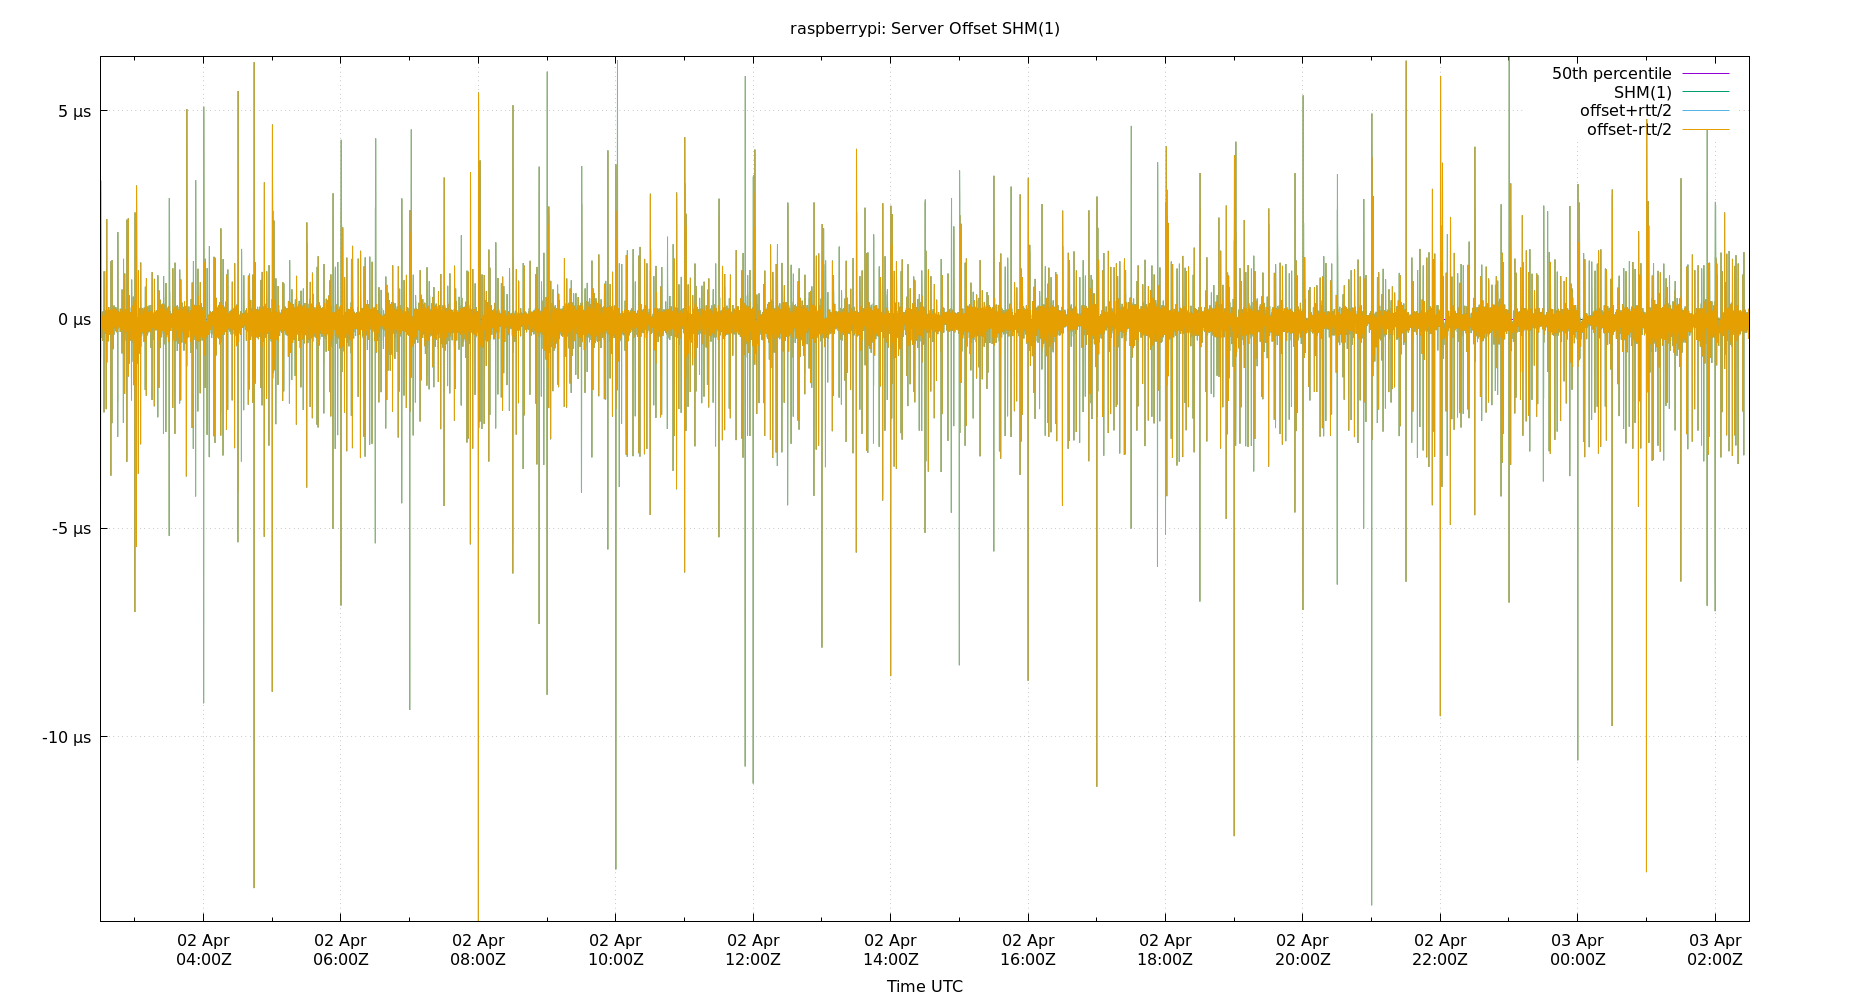 raspberrypi: Server Offset SHM(1)
50th percentile
SHM(1)
offset+rtt/2
offset-rtt/2
5 µs
0 µs
-5 µs
-10 µs
02 Apr 02 Apr 02 Apr 02 Apr 02 Apr 02 Apr 02 Apr 02 Apr 02 Apr 02 Apr 03 Apr 03 Apr
04:00Z 06:00Z 08:00Z 10:00Z 12:00Z 14:00Z 16:00Z 18:00Z 20:00Z 22:00Z 00:00Z 02:00Z
Time UTC